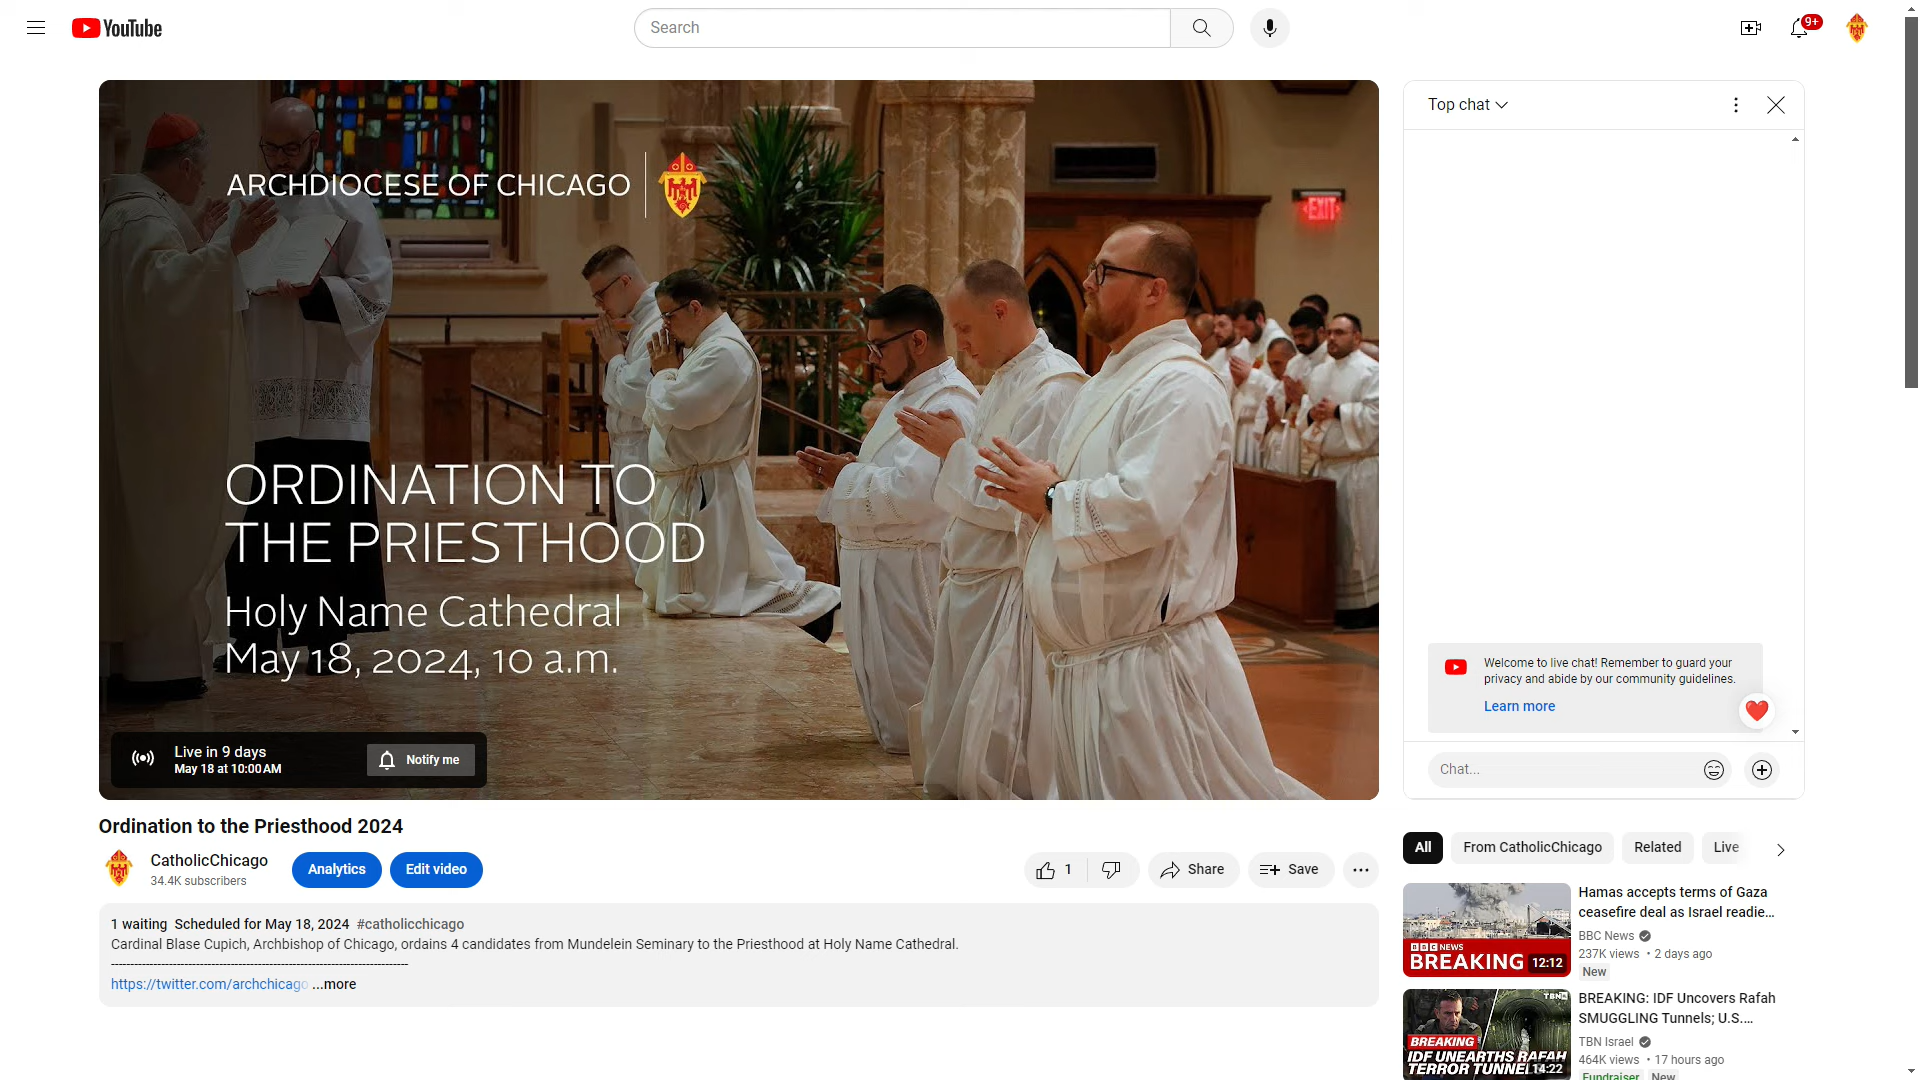 YouTube
Search
9+
ARCHDIOCESE OF CHICAGO
EXIT
ORDINATION TO
THE PRIESTHOOD
Holy Name Cathedral
May 18, 2024, 10 a.m.
Live in 9 days
May 18 at 10:00 AM
Notify me
Top chat
Welcome to live chat! Remember to guard your
privacy and abide by our community guidelines.
Learn more
Chat...
Ordination to the Priesthood 2024
CatholicChicago
34.4K subscribers
Analytics
Edit video
1
Share
Save
1 waiting Scheduled for May 18, 2024 #catholicchicago
Cardinal Blase Cupich, Archbishop of Chicago, ordains 4 candidates from Mundelein Seminary to the Priesthood at Holy Name Cathedral.
---------------------------------------------------------------------------
https://twitter.com/archchicago ...more
All
From CatholicChicago
Related
Live
BBC NEWS
BREAKING
12:12
Hamas accepts terms of Gaza
ceasefire deal as Israel readie...
BBC News
237K views • 2 days ago
New
TBN
BREAKING
IDF UNEARTHS RAFAH
TERROR TUNNEL
14:22
BREAKING: IDF Uncovers Rafah
SMUGGLING Tunnels; U.S....
TBN Israel
464K views • 17 hours ago
Fundraiser New